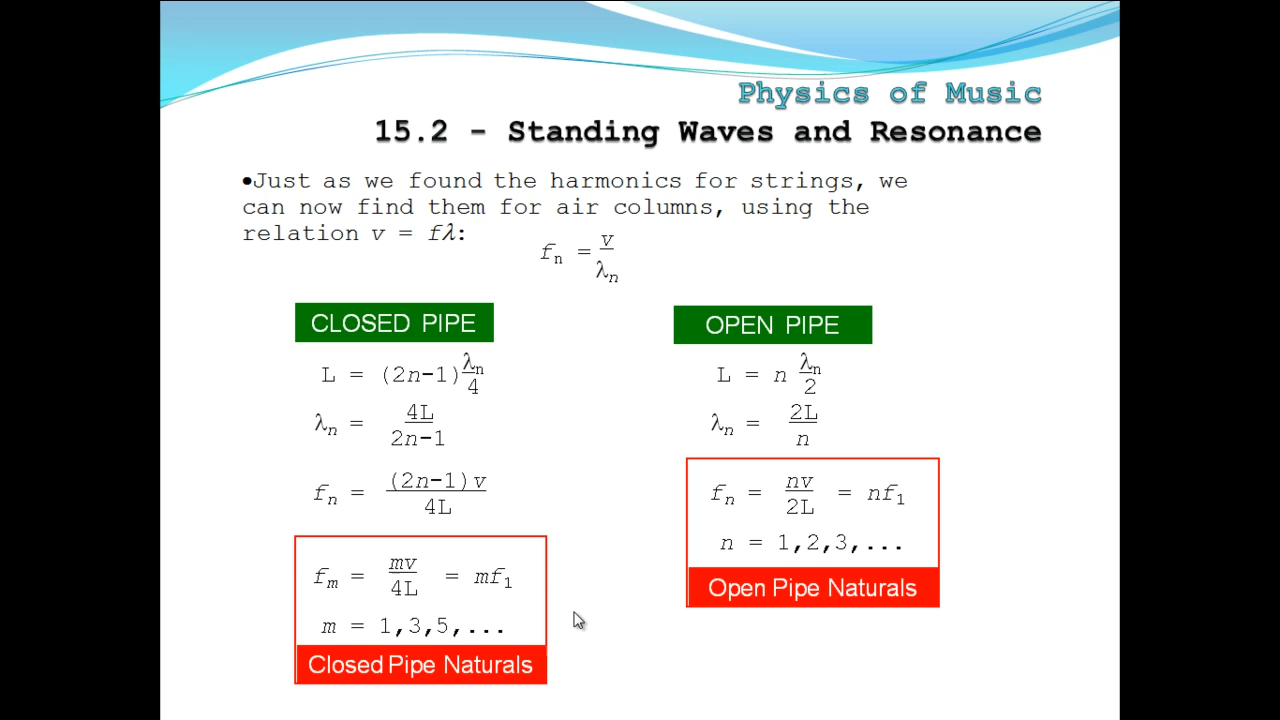 Physics of Music
15.2 - Standing Waves and Resonance
•Just as we found the harmonics for strings, we
can now find them for air columns, using the
relation v = fλ:
fn = v/λn
CLOSED PIPE
L = (2n-1)λn/4
λn = 4L/2n-1
fn = (2n-1)v/4L
fm = mv/4L = mf1
m = 1,3,5,...
Closed Pipe Naturals
OPEN PIPE
L = n λn/2
λn = 2L/n
fn = nv/2L = nf1
n = 1,2,3,...
Open Pipe Naturals